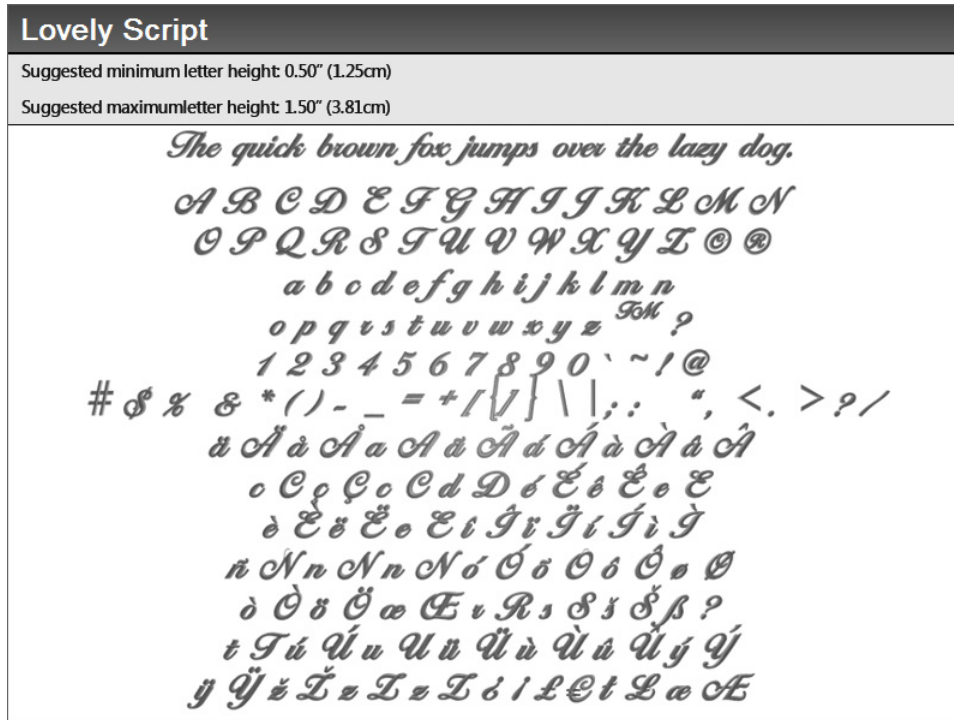 Lovely Script
Suggested minimum letter height: 0.50" (1.25cm)
Suggested maximumletter height: 1.50" (3.81cm)
The quick brown fox jumps over the lazy dog.
A B C D E F G H I J K L M N
O P Q R S T U V W X Y Z © ®
a b c d e f g h i j k l m n
o p q r s t u v w x y z ™ ?
1 2 3 4 5 6 7 8 9 0 ` ~ ! @
# $ % & * ( ) - _ = + [ { ] } \ | ; : “, < . > ? /
ä Ä å Å a A ã Ã á Á à À â Â
c C ç Ç c C d D é É ê Ê e E
è È ë Ë e E î Î ï Ï í Í ì Ì
ñ N n N n N ó Ó õ O ô Ô ø Ø
ò Ò ö Ö œ Œ r R s S š Š ß ?
t T ú Ú u U ü Ü ù Ù û Û ý Ý
ÿ Ÿ ž Ž z Z z Z ¿ ¡ £ € ł L æ Æ